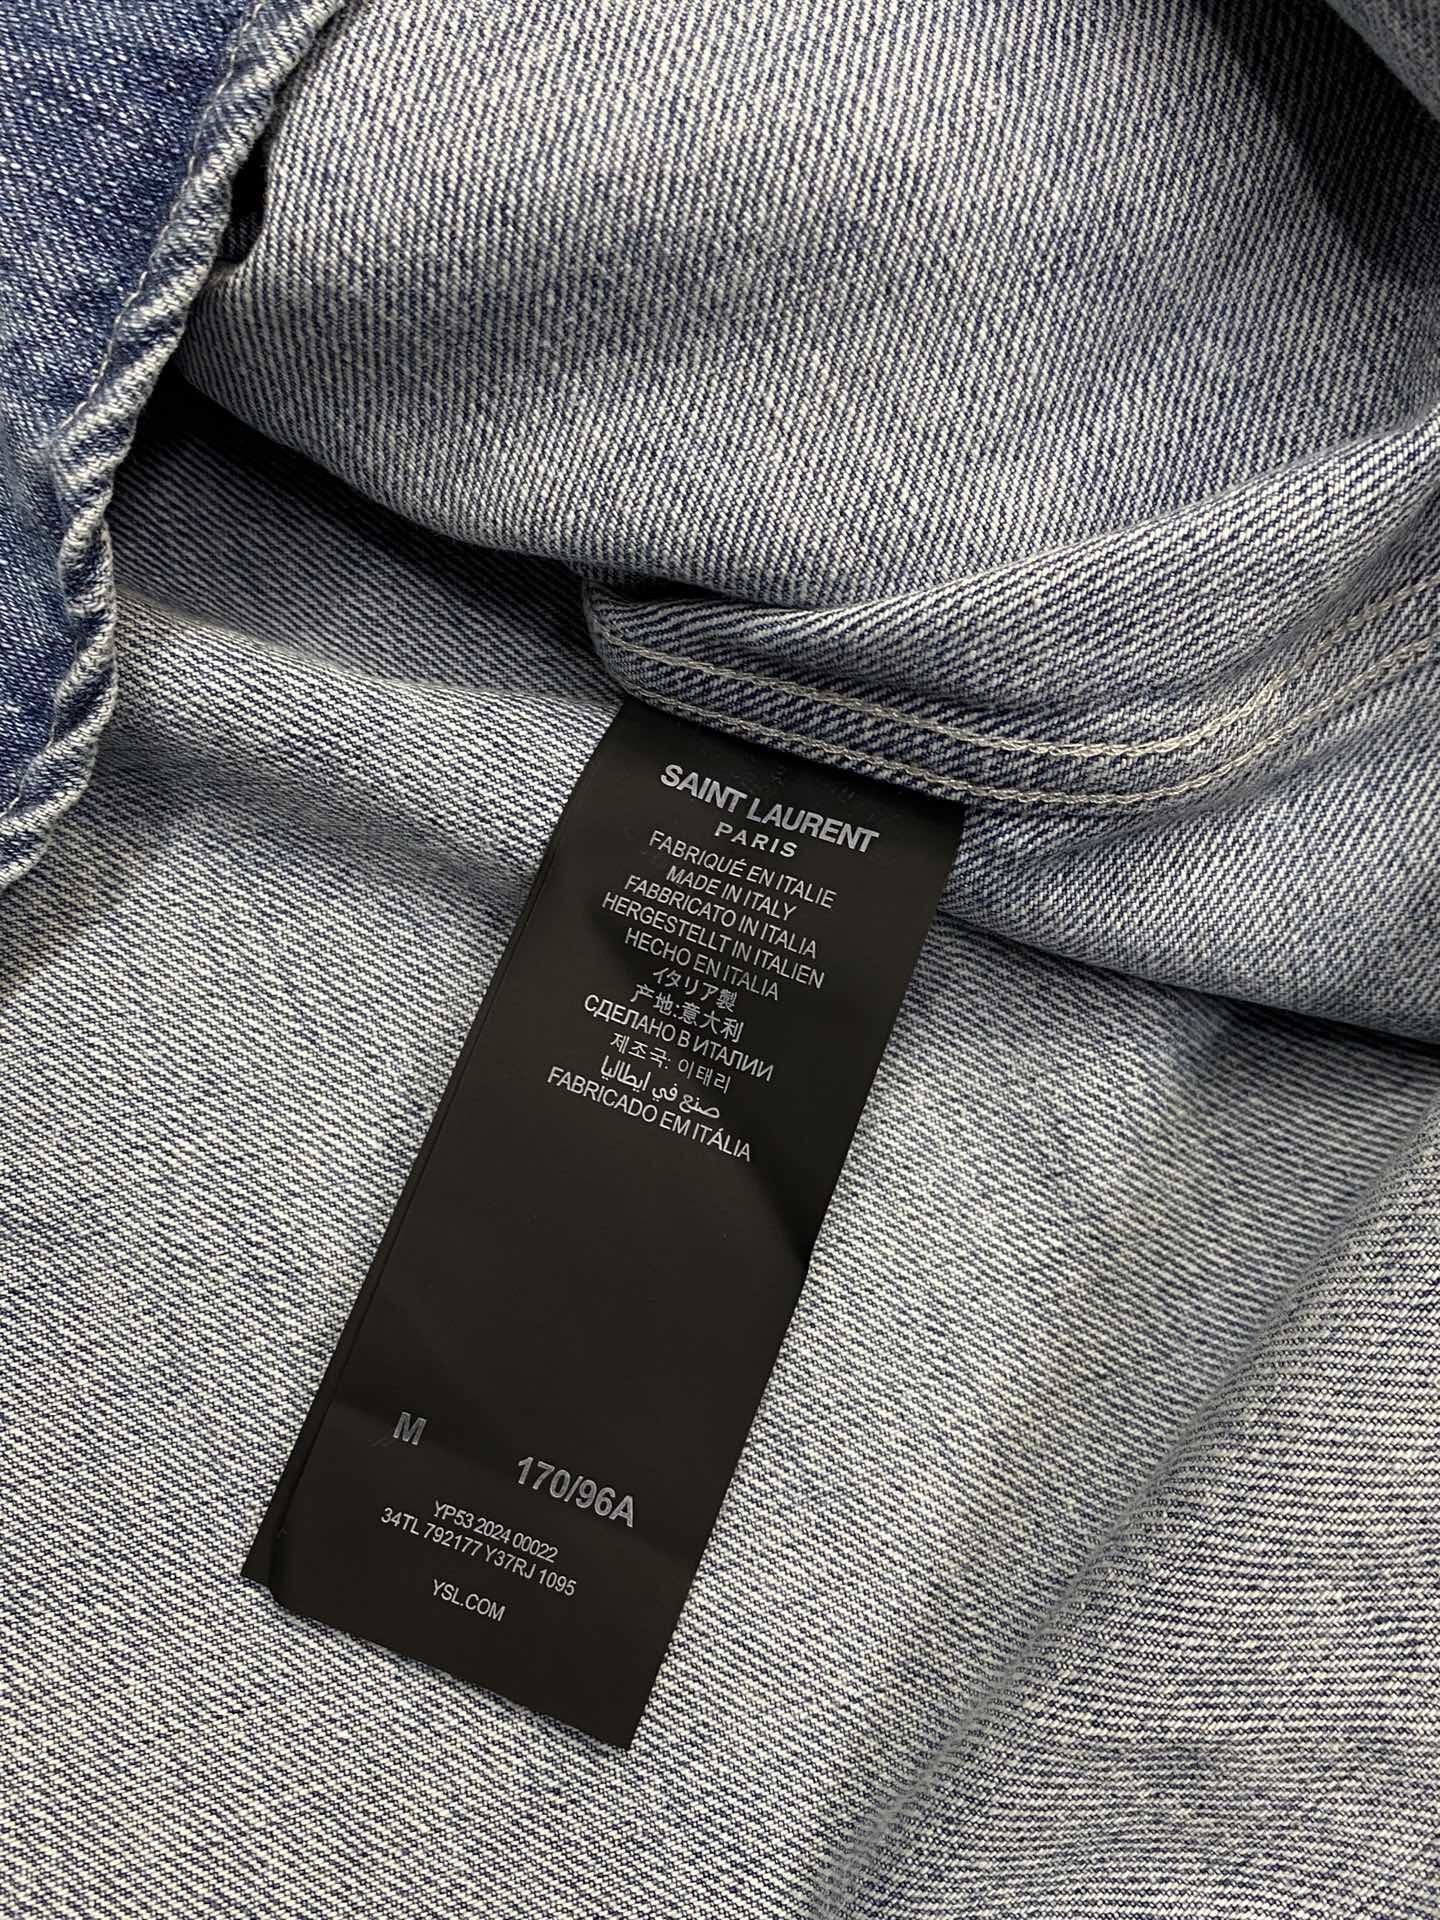 SAINT LAURENT
PARIS
FABRIQUÉ EN ITALIE
MADE IN ITALY
FABBRICATO IN ITALIA
HERGESTELLT IN ITALIEN
HECHO EN ITALIA
イタリア製
产地:意大利
СДЕЛАНО В ИТАЛИИ
제조국: 이태리
صنع في ايطاليا
FABRICADO EM ITÁLIA
M
170/96A
YP53 2024 00022
34TL 792177 Y37RJ 1095
YSL.COM